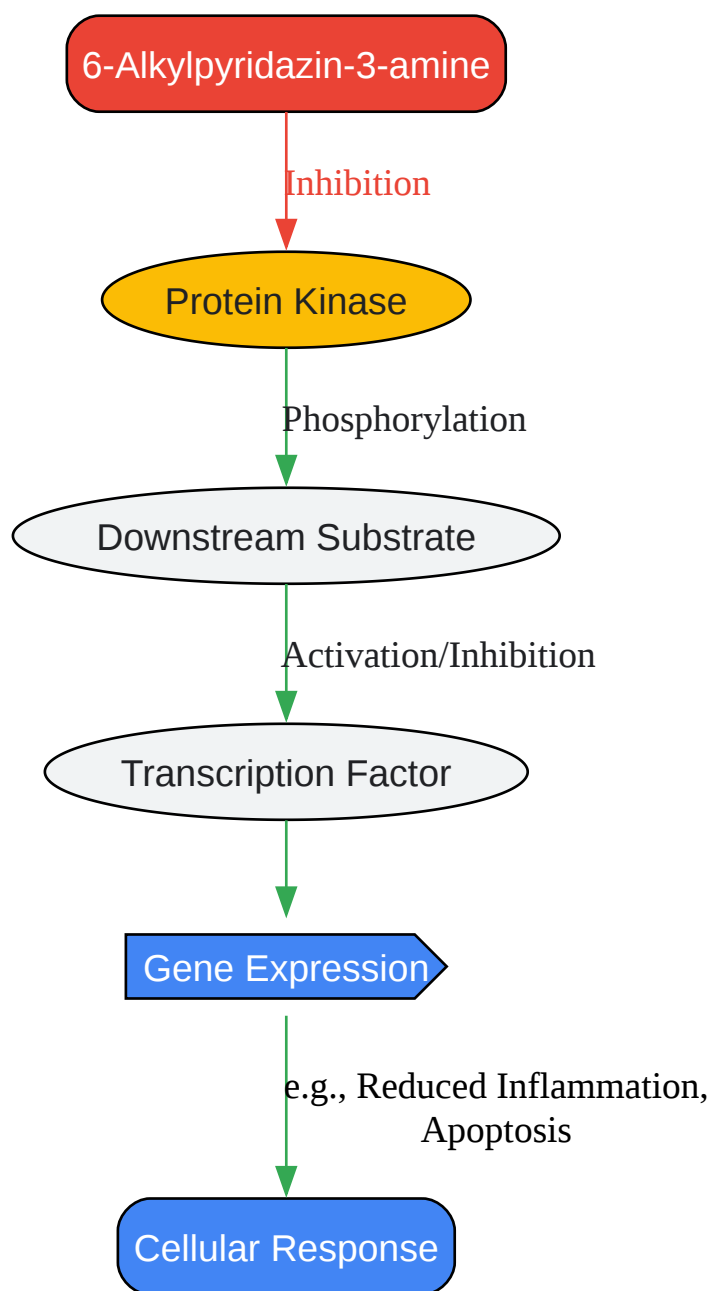 6-Alkylpyridazin-3-amine
Inhibition
Protein Kinase
Phosphorylation
Downstream Substrate
Activation/Inhibition
Transcription Factor
Gene Expression
e.g., Reduced Inflammation,
Apoptosis
Cellular Response